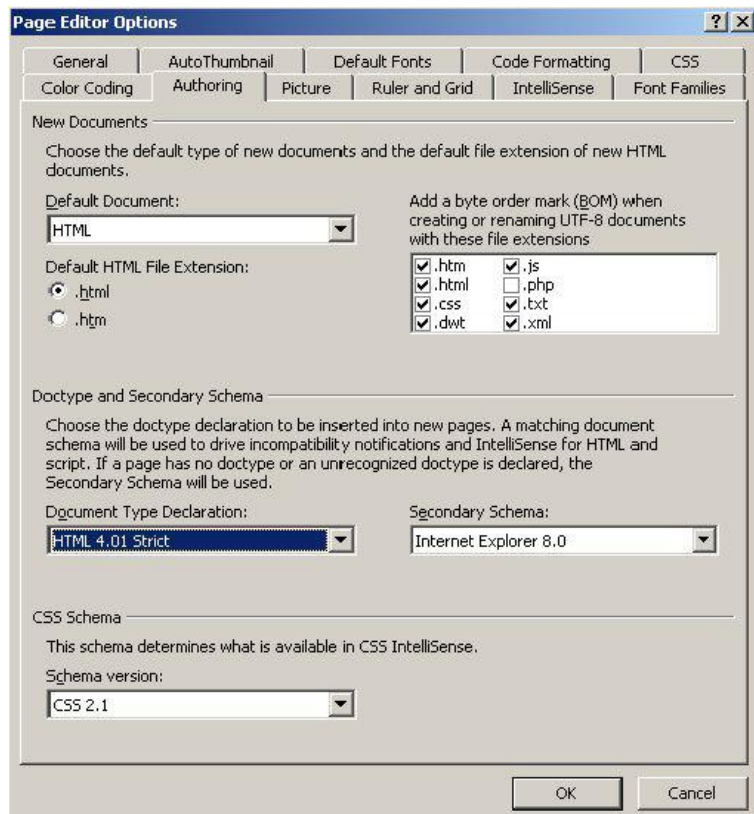 Page Editor Options
General AutoThumbnail Default Fonts Code Formatting CSS
Color Coding Authoring Picture Ruler and Grid IntelliSense Font Families
New Documents
Choose the default type of new documents and the default file extension of new HTML
documents.
Default Document:
HTML
Default HTML File Extension:
.html
.htm
Add a byte order mark (BOM) when
creating or renaming UTF-8 documents
with these file extensions
.htm .js
.html .php
.css .txt
.dwt .xml
Doctype and Secondary Schema
Choose the doctype declaration to be inserted into new pages. A matching document
schema will be used to drive incompatibility notifications and IntelliSense for HTML and
script. If a page has no doctype or an unrecognized doctype is declared, the
Secondary Schema will be used.
Document Type Declaration:
HTML 4.01 Strict
Secondary Schema:
Internet Explorer 8.0
CSS Schema
This schema determines what is available in CSS IntelliSense.
Schema version:
CSS 2.1
OK Cancel